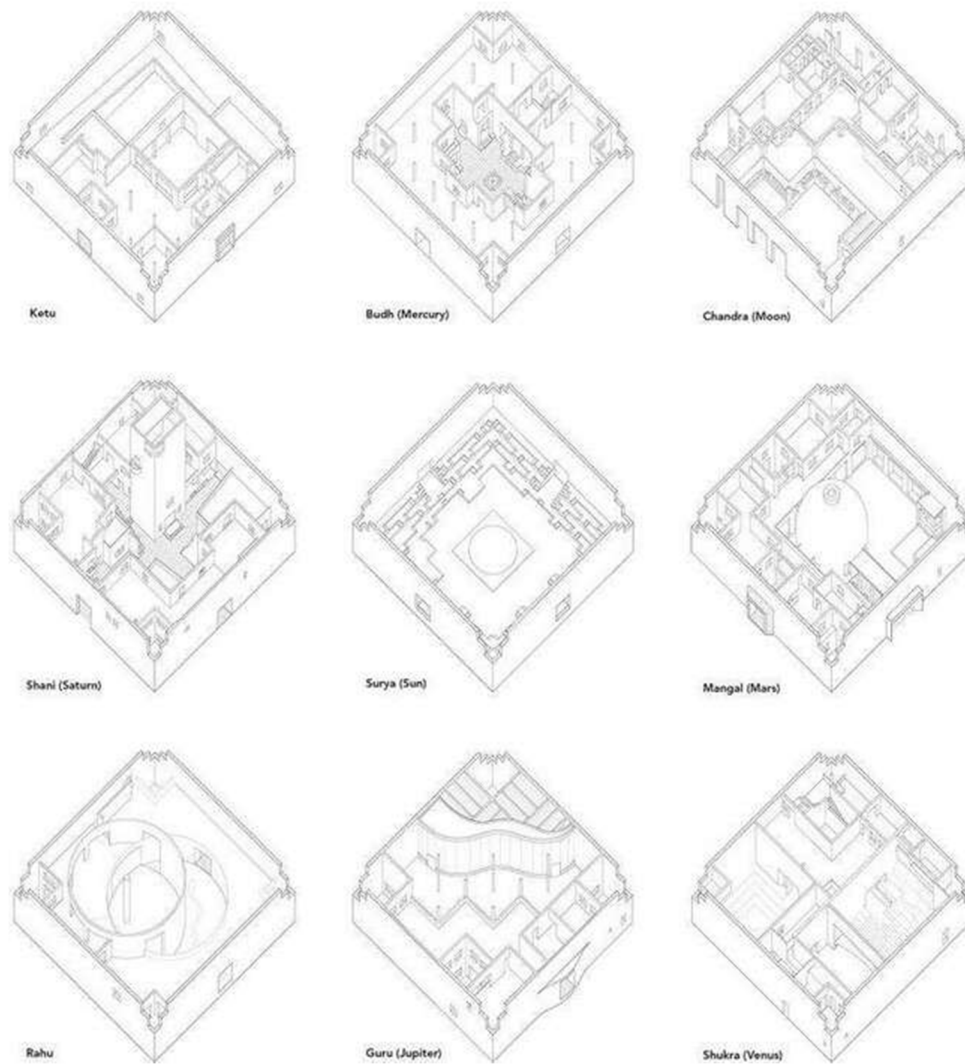 Ketu
Budh (Mercury)
Chandra (Moon)
Shani (Saturn)
Surya (Sun)
Mangal (Mars)
Rahu
Guru (Jupiter)
Shukra (Venus)